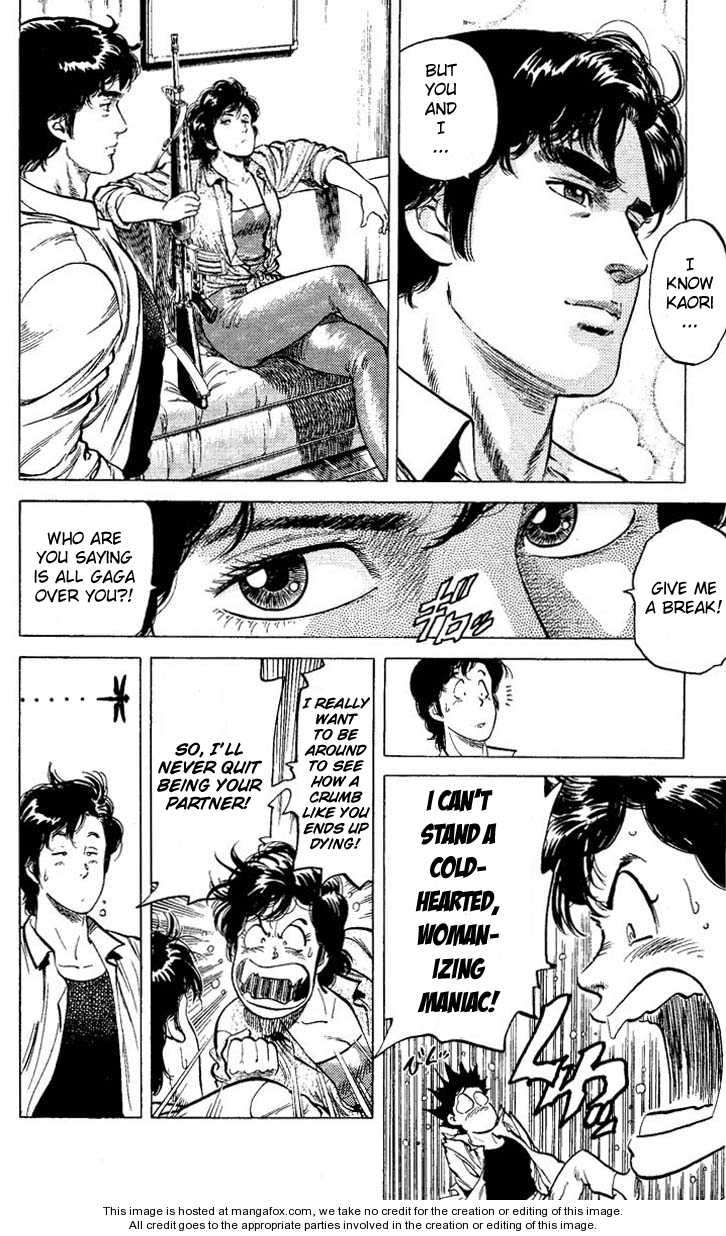 BUT
YOU
AND
I
...
I
KNOW
KAORI
...
GIVE ME
A BREAK!
WHO ARE
YOU SAYING
IS ALL GAGA
OVER YOU?!
ギロッ
I CAN'T
STAND A
COLD-
HEARTED,
WOMAN-
IZING
MANIAC!
I REALLY
WANT
TO BE
AROUND
TO SEE
HOW A
CRUMB
LIKE YOU
ENDS UP
DYING!
SO, I'LL
NEVER QUIT
BEING YOUR
PARTNER!
This image is hosted at mangafox.com, we take no credit for the creation or editing of this image.
All credit goes to the appropriate parties involved in the creation or editing of this image.